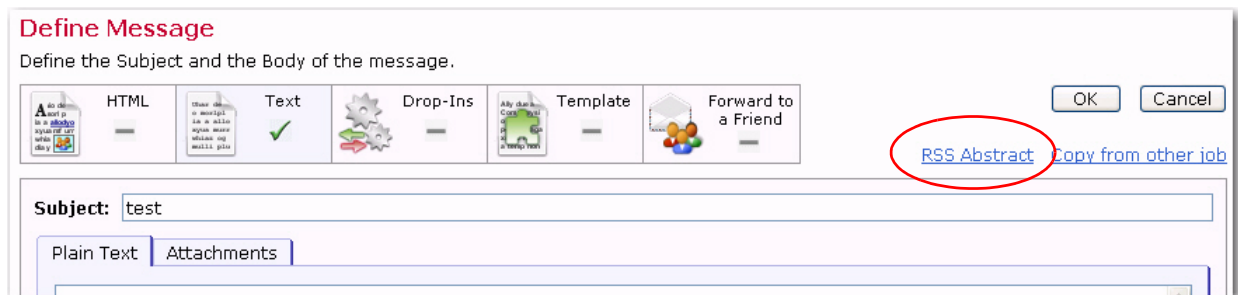 Define Message
Define the Subject and the Body of the message.
HTML
Text
Drop-Ins
Template
Forward to
a Friend
OK
Cancel
RSS Abstract
Copy from other job
Subject: test
Plain Text
Attachments